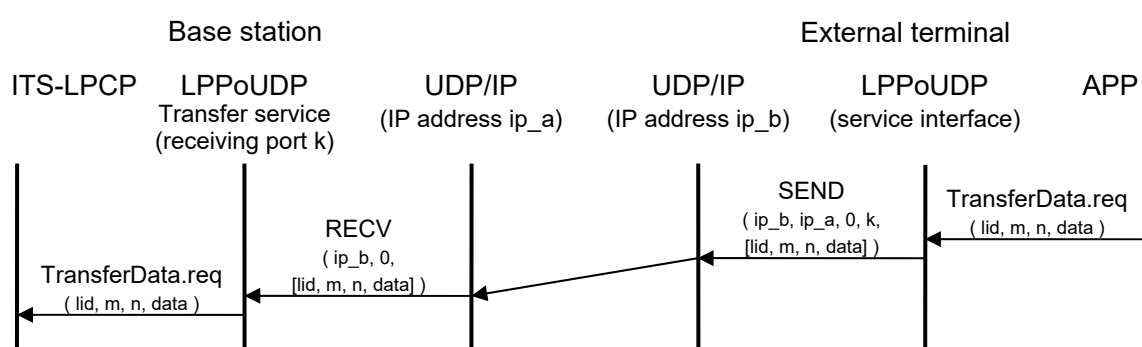 Base station
External terminal
ITS-LPCP
LPPoUDP
Transfer service
(receiving port k)
UDP/IP
(IP address ip_a)
UDP/IP
(IP address ip_b)
LPPoUDP
(service interface)
APP
SEND
( ip_b, ip_a, 0, k,
[lid, m, n, data] )
TransferData.req
( lid, m, n, data )
RECV
( ip_b, 0,
[lid, m, n, data] )
TransferData.req
( lid, m, n, data )